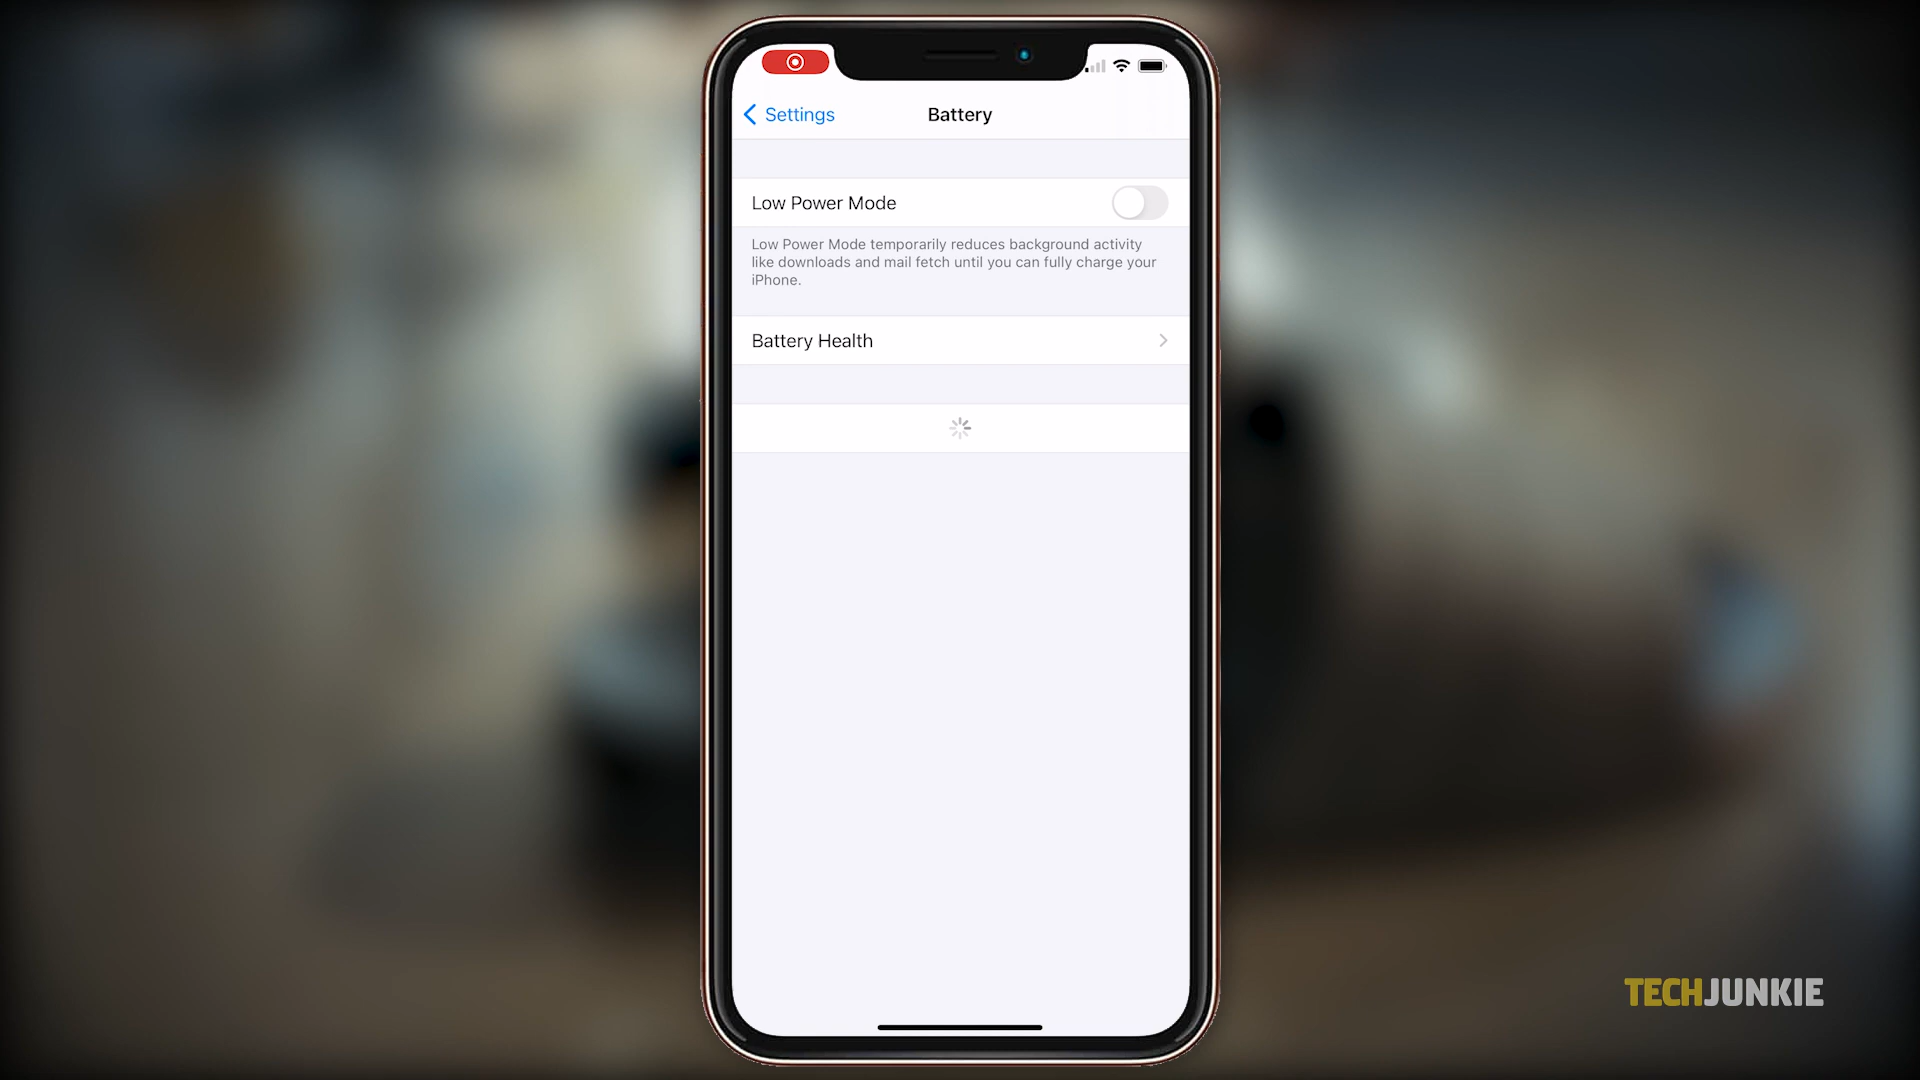 Settings
Battery
Low Power Mode
Low Power Mode temporarily reduces background activity
like downloads and mail fetch until you can fully charge your
iPhone.
Battery Health
TECHJUNKIE